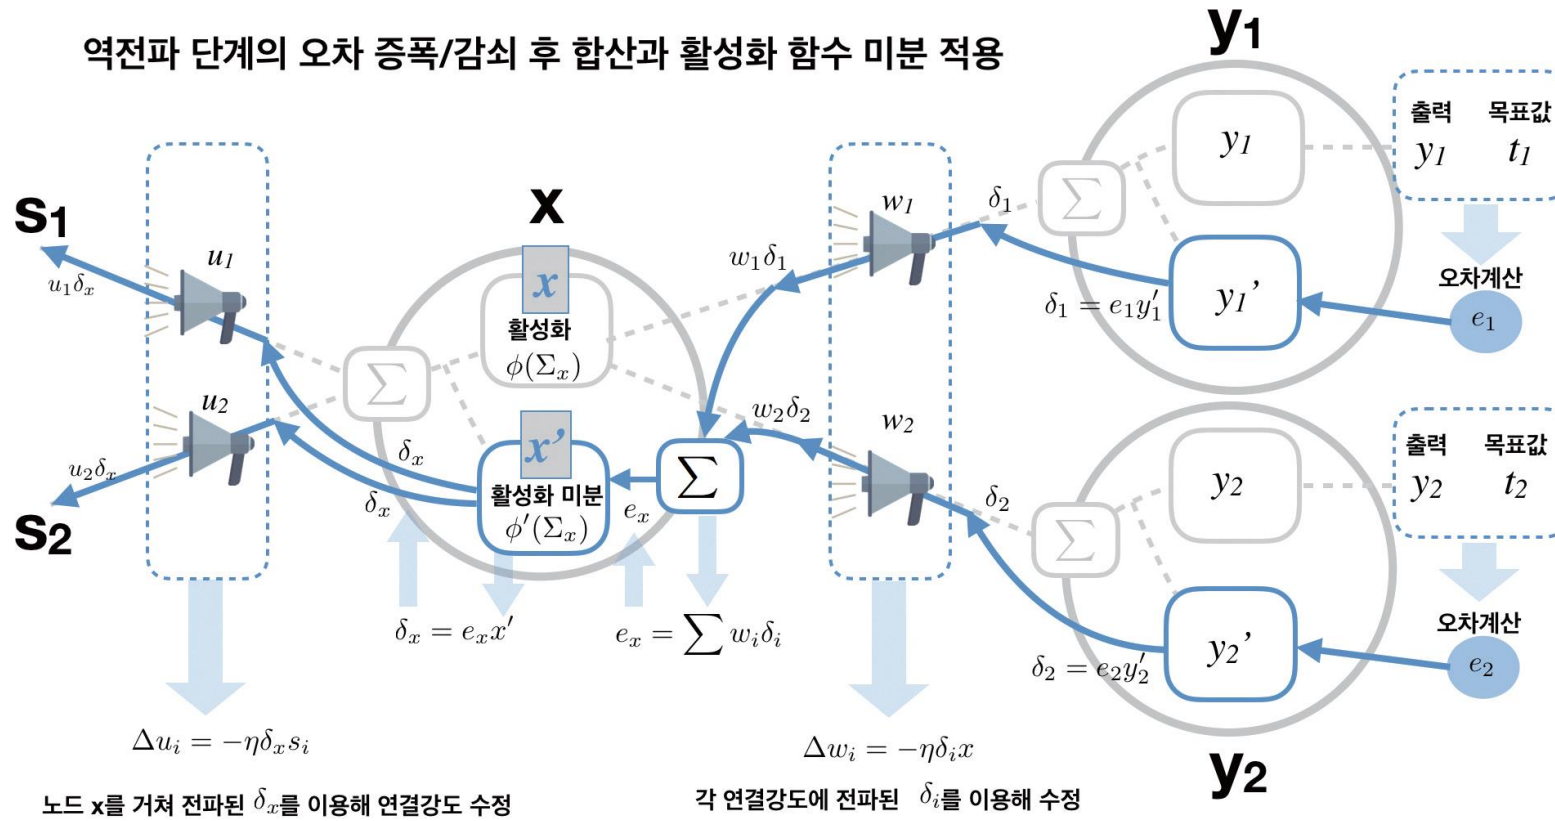 역전파 단계의 오차 증폭/감쇠 후 합산과 활성화 함수 미분 적용
y1
출력 목표값
y1 t1
y1
오차계산
e1
y1’
δ1 = e1y′1
δ1
w1
w1δ1
x
x
활성화
ϕ(Σx)
Σ
Σ
s1
u1δx
u1
u2
u2δx
s2
δx
δx
x’
활성화 미분
ϕ′(Σx)
ex
Σ
w2δ2
w2
δ2
Σ
y2
출력 목표값
y2 t2
오차계산
e2
y2’
δ2 = e2y′2
y2
δx = exx′
ex = ∑ wiδi
Δui = −ηδxsi
Δwi = −ηδix
노드 x를 거쳐 전파된 δx를 이용해 연결강도 수정
각 연결강도에 전파된 δi를 이용해 수정